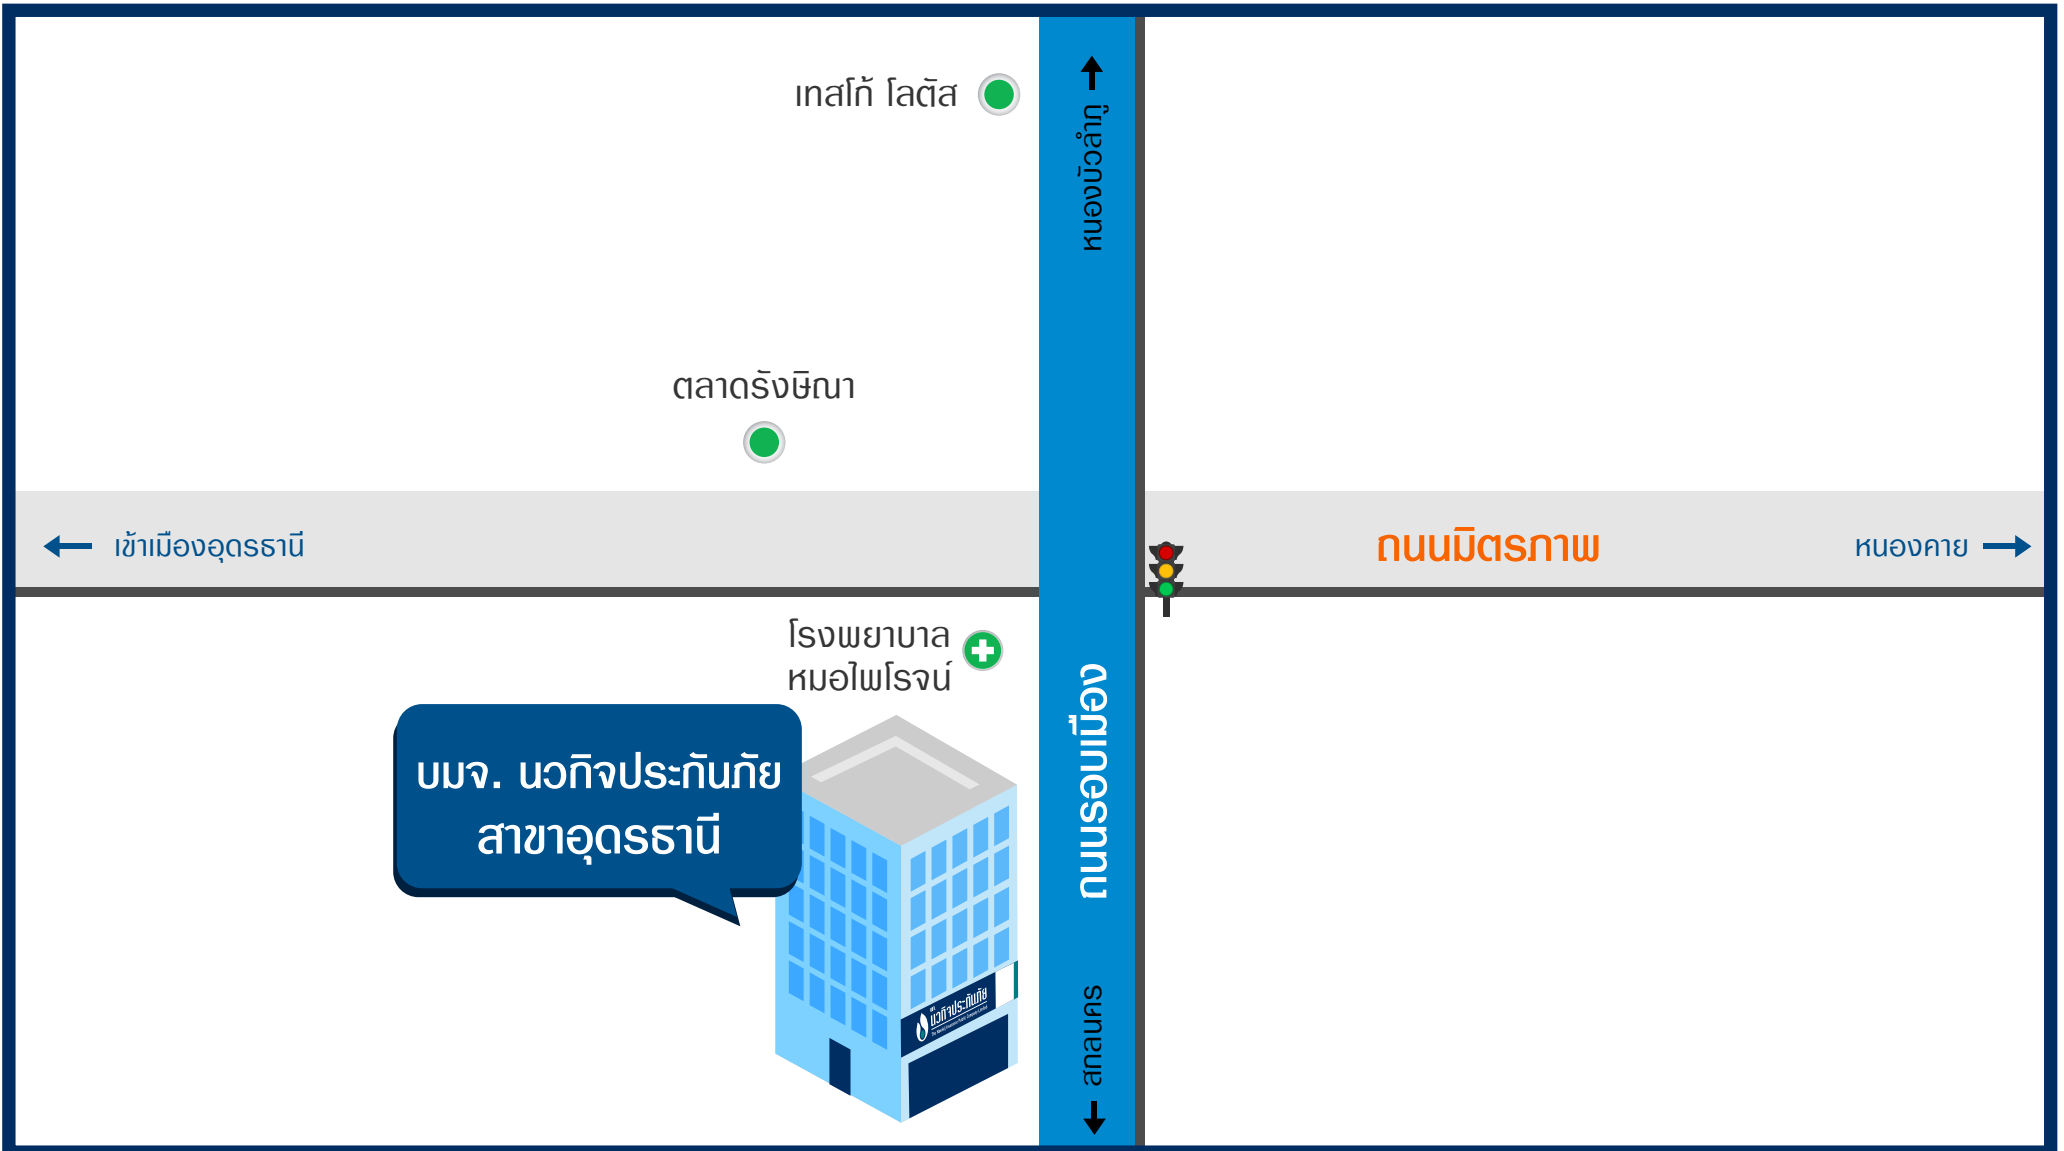 เทสโก้ โลตัส
หนองบัวลำภู
ตลาดรังษิณา
เข้าเมืองอุดรธานี
ถนนมิตรภาพ
หนองคาย
โรงพยาบาล
หมอไพโรจน์
บมจ. นวกิจประกันภัย
สาขาอุดรธานี
ถนนรอบเมือง
สกลนคร
นวกิจประกันภัย